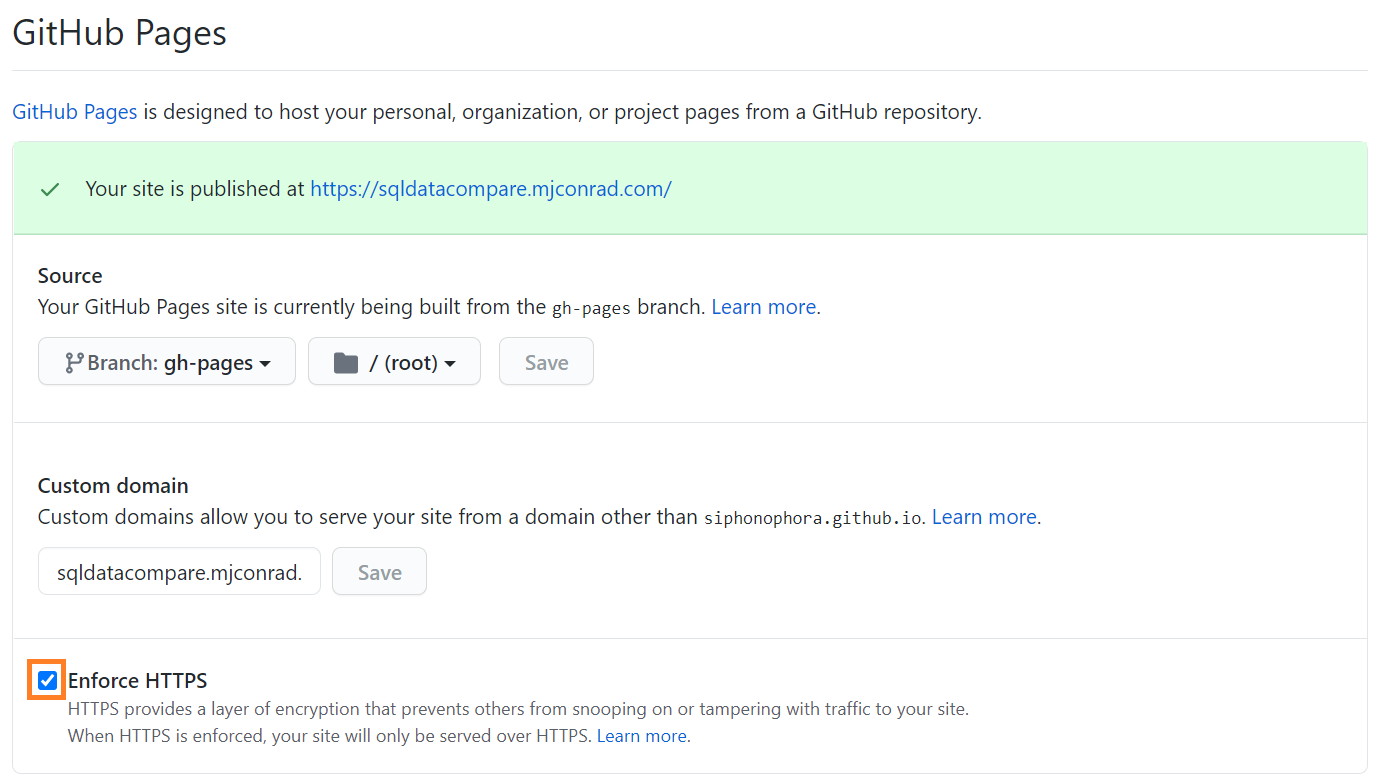 GitHub Pages
GitHub Pages is designed to host your personal, organization, or project pages from a GitHub repository.
Your site is published at https://sqldatacompare.mjconrad.com/
Source
Your GitHub Pages site is currently being built from the gh-pages branch. Learn more.
Branch: gh-pages / (root) Save
Custom domain
Custom domains allow you to serve your site from a domain other than siphonophora.github.io. Learn more.
sqldatacompare.mjconrad. Save
Enforce HTTPS
HTTPS provides a layer of encryption that prevents others from snooping on or tampering with traffic to your site.
When HTTPS is enforced, your site will only be served over HTTPS. Learn more.